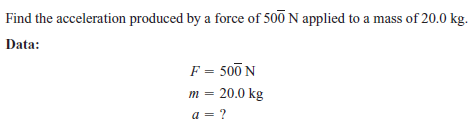 Find the acceleration produced by a force of 500̅ N applied to a mass of 20.0 kg.
Data:
F = 500̅ N
m = 20.0 kg
a = ?